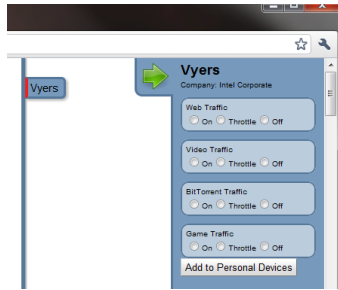 Vyers
Vyers
Company: Intel Corporate
Web Traffic
On Throttle Off
Video Traffic
On Throttle Off
BitTorrent Traffic
On Throttle Off
Game Traffic
On Throttle Off
Add to Personal Devices